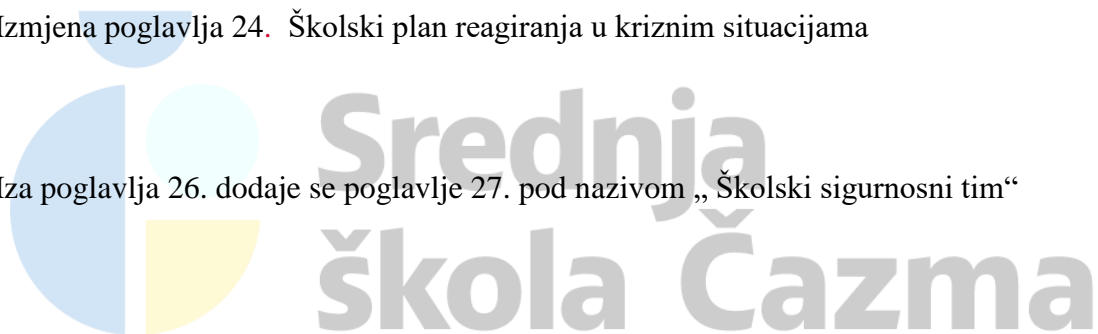 Izmjena poglavlja 24. Školski plan reagiranja u kriznim situacijama
Srednja
Iza poglavlja 26. dodaje se poglavlje 27. pod nazivom „ Školski sigurnosni tim“
škola Čazma